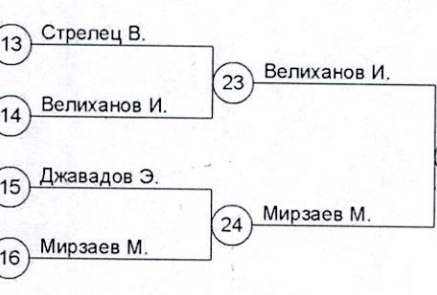 13 Стрелец В.
23 Велиханов И.
14 Велиханов И.
15 Джавадов Э.
24 Мирзаев М.
16 Мирзаев М.